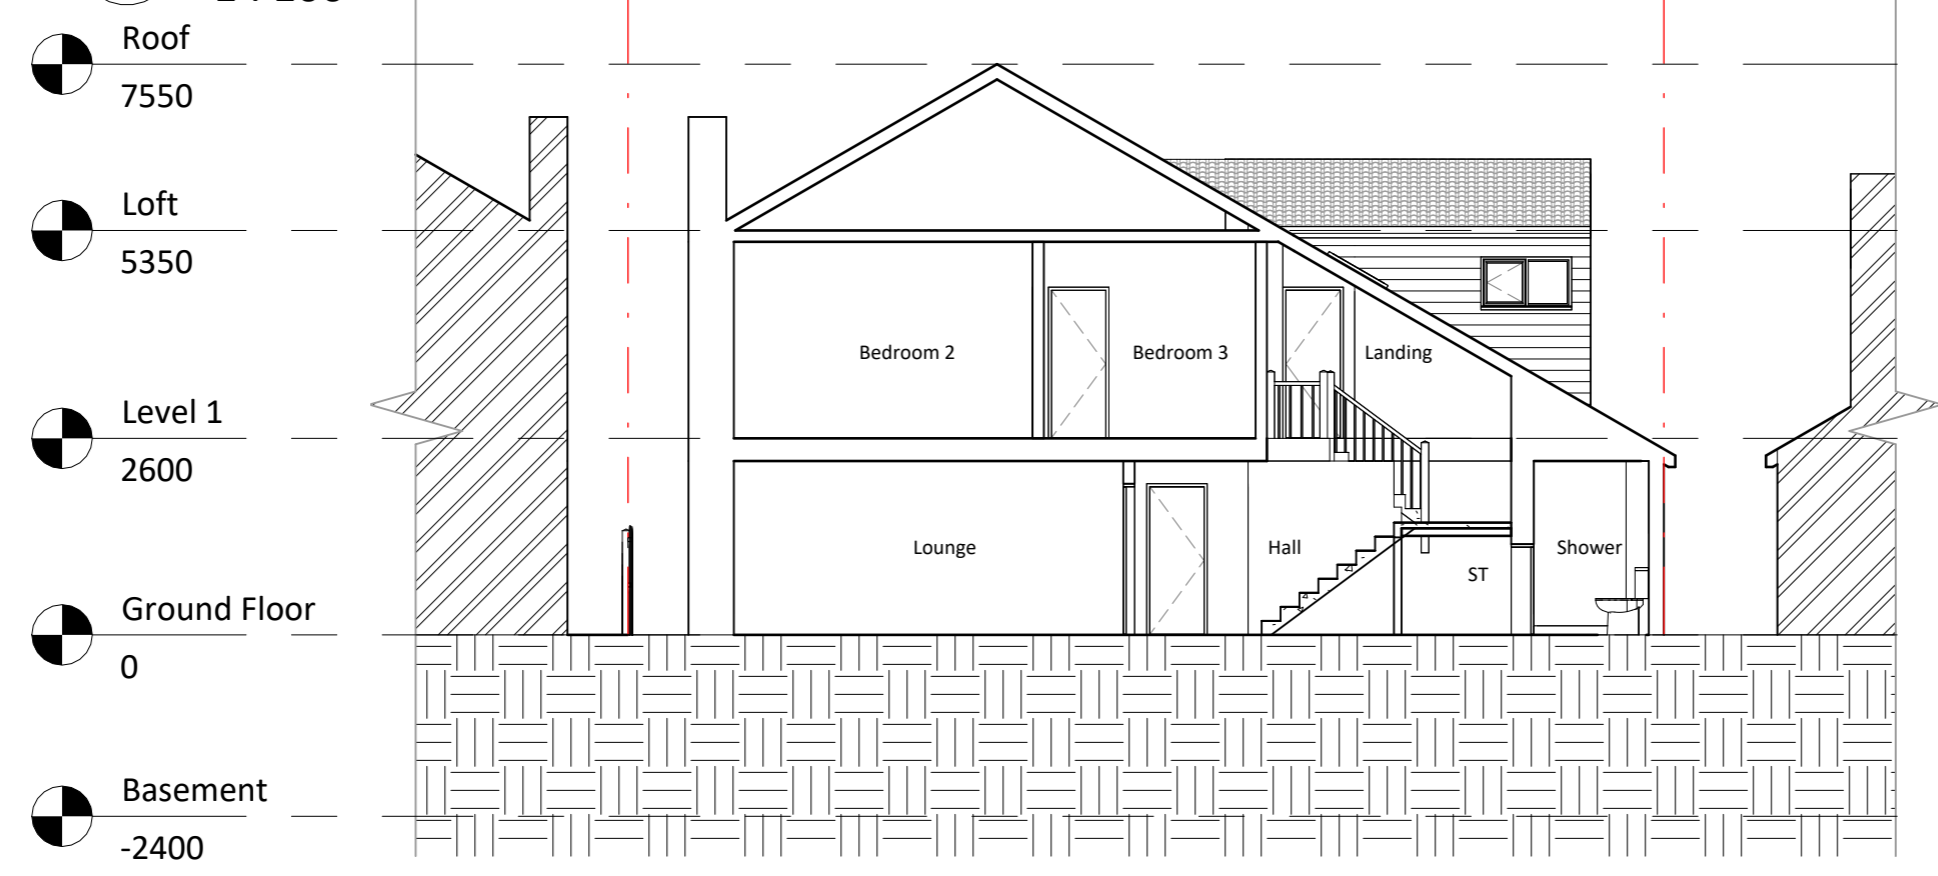 Roof
7550
Loft
5350
Bedroom 2
Bedroom 3
Landing
Level 1
2600
Lounge
Hall
Shower
ST
Ground Floor
0
Basement
-2400